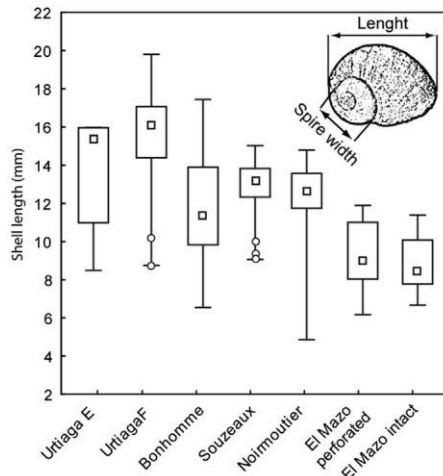 Lenght
Spire width
Shell length (mm)
22
20
18
16
14
12
10
8
6
4
2
Urtiaga E
UrtiagaF
Bonhomme
Souzeaux
Noirmoutier
El Mazo
perforated
El Mazo intact